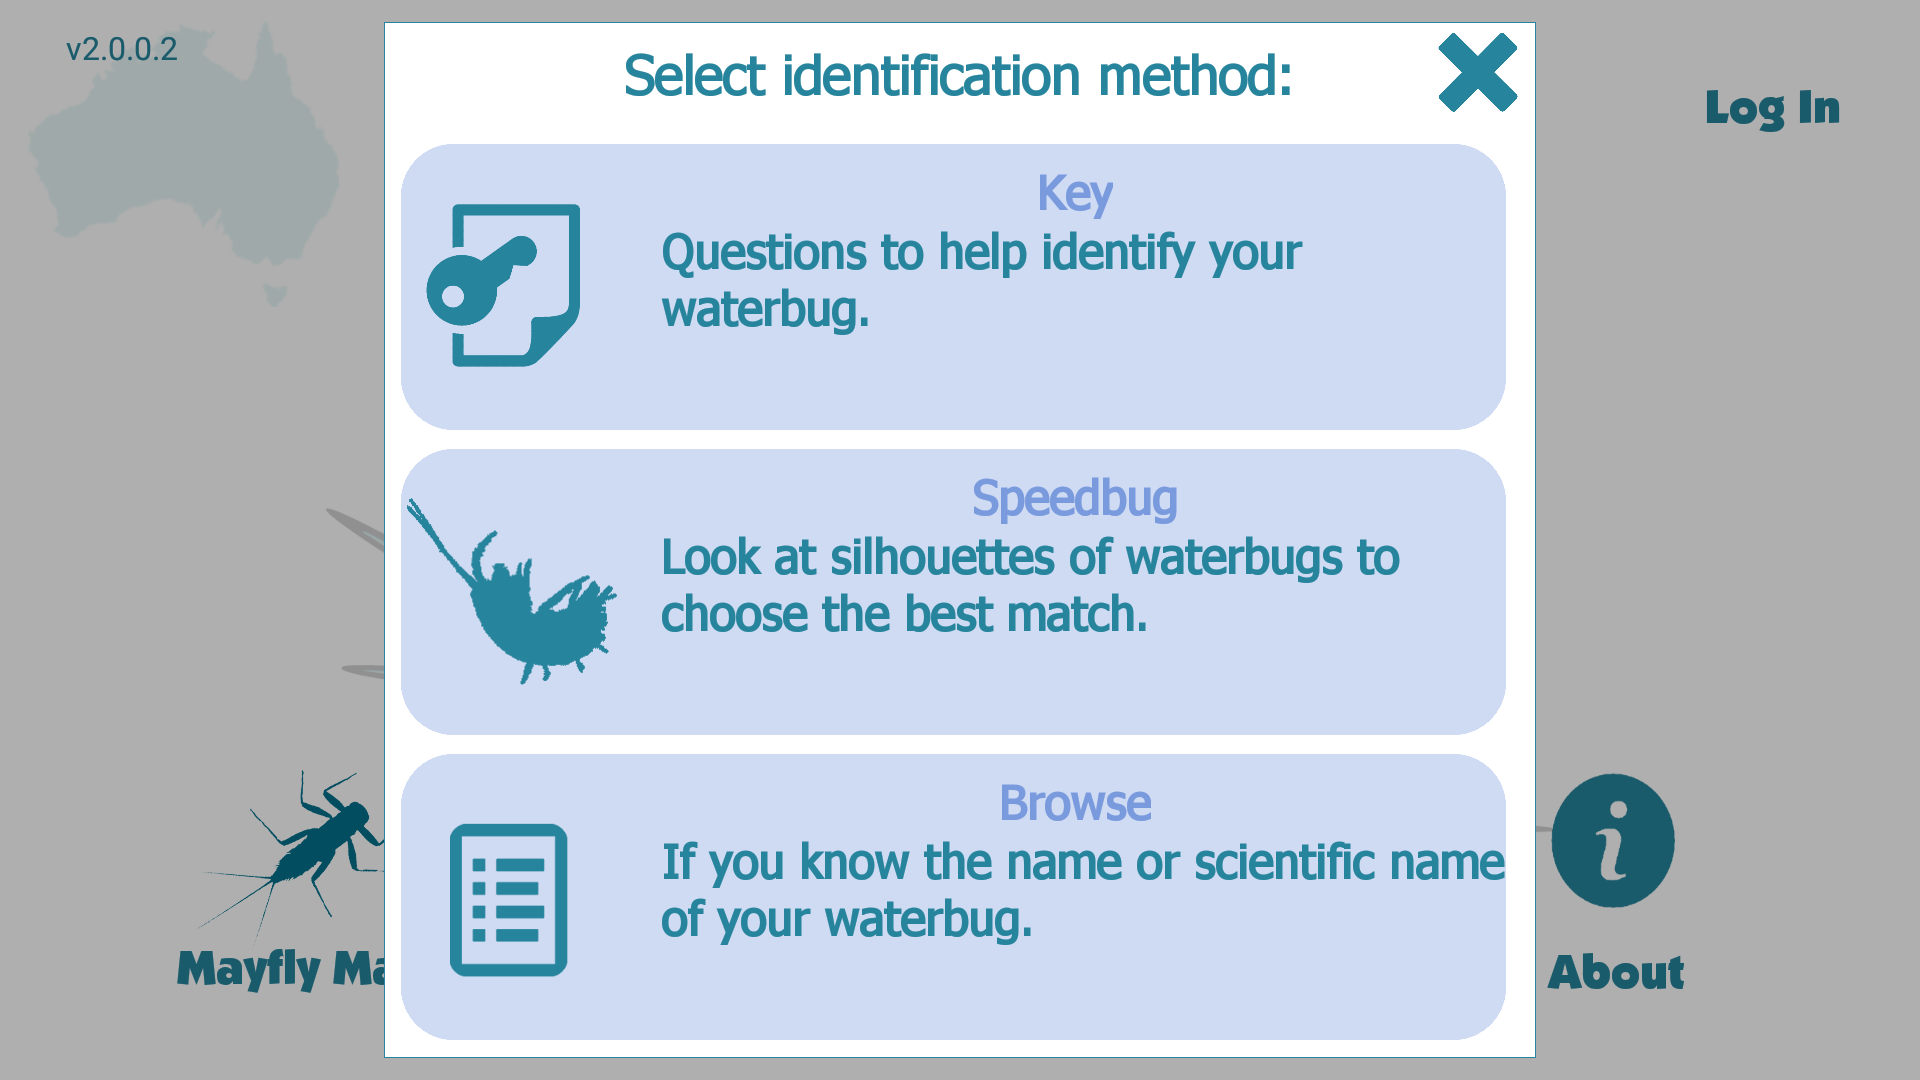 v2.0.0.2
Select identification method:
Log In
Key
Questions to help identify your
waterbug.
Speedbug
Look at silhouettes of waterbugs to
choose the best match.
Browse
If you know the name or scientific name
of your waterbug.
Mayfly
About